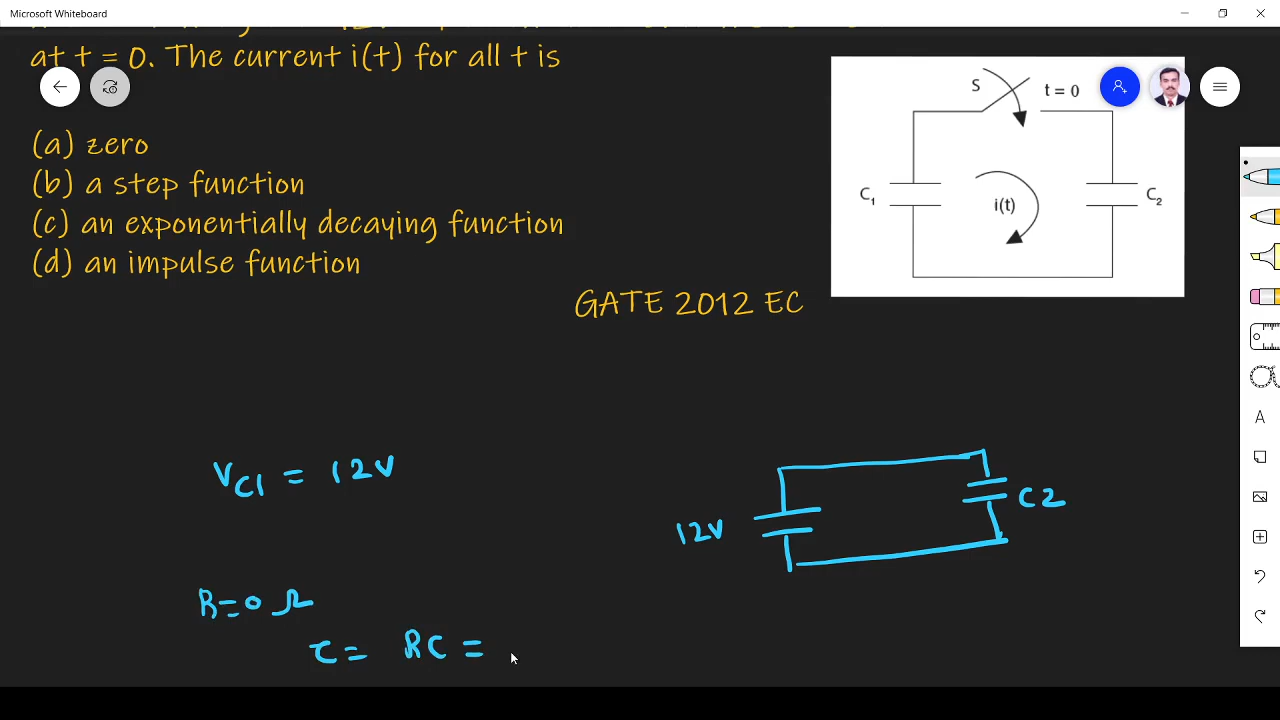 Microsoft Whiteboard
at t = 0. The current i(t) for all t is
(a) zero
(b) a step function
(c) an exponentially decaying function
(d) an impulse function
GATE 2012 EC
S
t = 0
C1
i(t)
C2
VC1 = 12V
12V
C2
R=0 Ω
τ = RC =
A